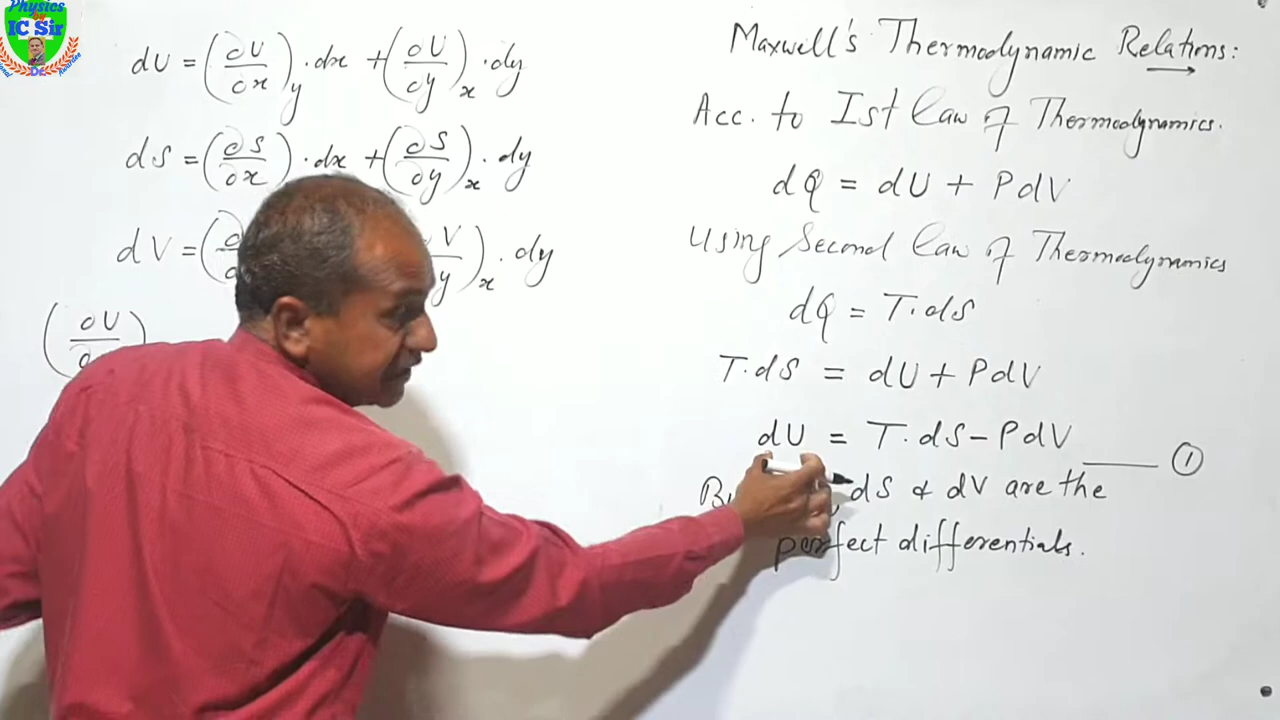 Physics
by
IC Sir
dU = (∂U/∂x)y . dx + (∂U/∂y)x . dy
dS = (∂S/∂x) . dx + (∂S/∂y)x . dy
dV = (∂ V/ y)x . dy
(∂U/∂ )
Maxwell's Thermodynamic Relations:
Acc. to Ist law of Thermodynamics.
dQ = dU + PdV
Using Second law of Thermodynamics
dQ = T.dS
T.dS = dU + PdV
dU = T.dS - PdV —— ①
dS & dV are the
perfect differentials.